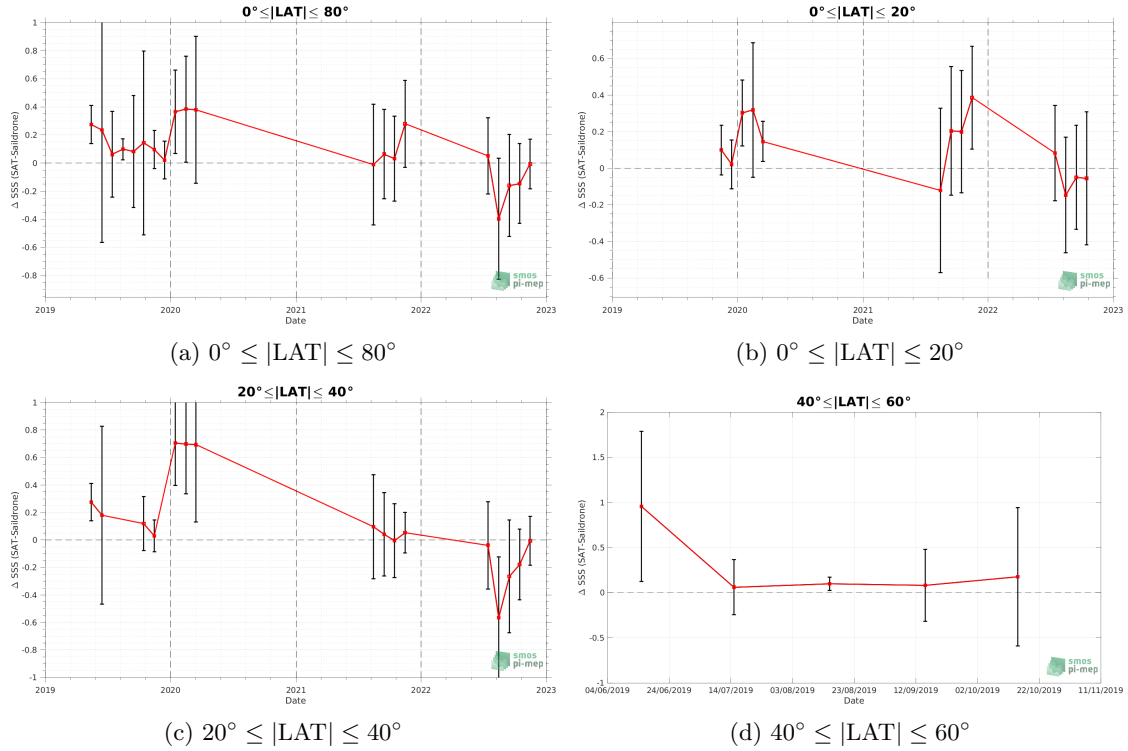 0°≤|LAT|≤ 80°
Δ SSS (SAT-Saildrone)
1
0.8
0.6
0.4
0.2
0
-0.2
-0.4
-0.6
-0.8
2019
2020
2021
2022
2023
Date
smos
pi-mep
(a) 0° ≤ |LAT| ≤ 80°
0°≤|LAT|≤ 20°
Δ SSS (SAT-Saildrone)
0.6
0.4
0.2
0
-0.2
-0.4
-0.6
2019
2020
2021
2022
2023
Date
smos
pi-mep
(b) 0° ≤ |LAT| ≤ 20°
20°≤|LAT|≤ 40°
Δ SSS (SAT-Saildrone)
1
0.8
0.6
0.4
0.2
0
-0.2
-0.4
-0.6
-0.8
-1
2019
2020
2021
2022
2023
Date
smos
pi-mep
(c) 20° ≤ |LAT| ≤ 40°
40°≤|LAT|≤ 60°
Δ SSS (SAT-Saildrone)
2
1.5
1
0.5
0
-0.5
-1
04/06/2019
24/06/2019
14/07/2019
03/08/2019
23/08/2019
12/09/2019
02/10/2019
22/10/2019
11/11/2019
Date
smos
pi-mep
(d) 40° ≤ |LAT| ≤ 60°